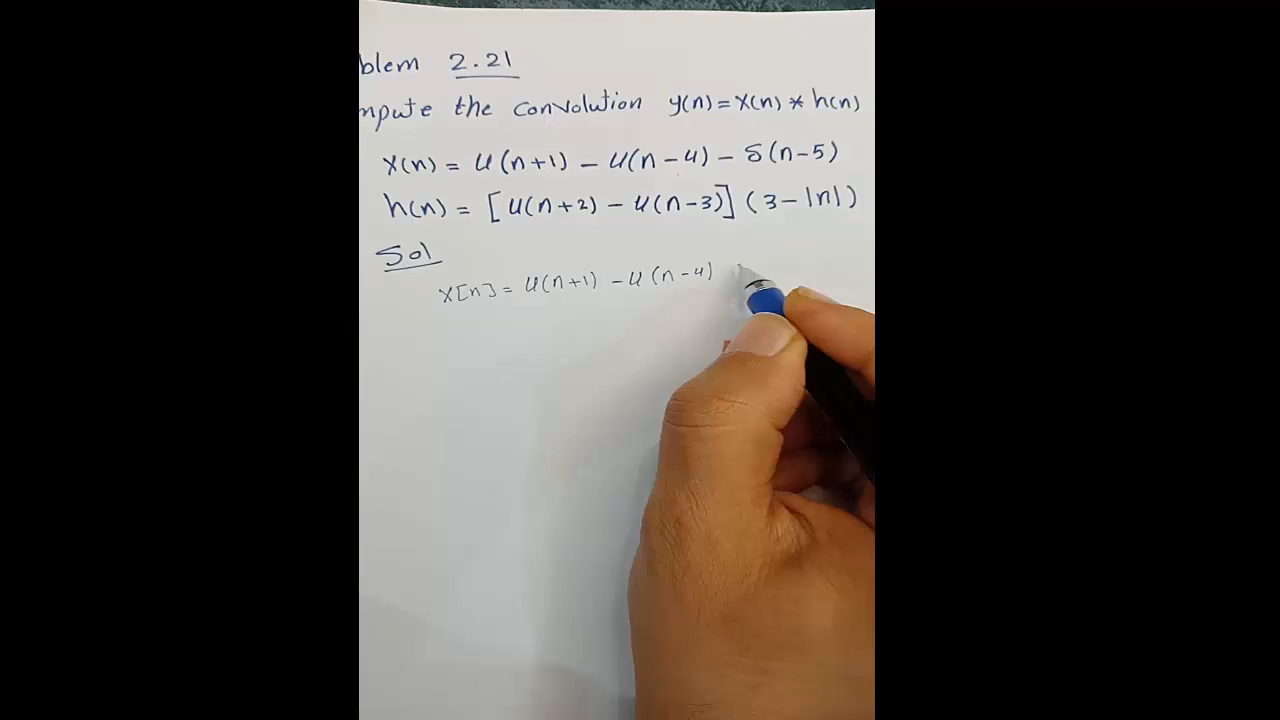 blem 2.21
mpute the convolution y(n) = x(n) * h(n)
x(n) = u(n+1) - u(n-4) - δ(n-5)
h(n) = [u(n+2) - u(n-3)] (3-|n|)
Sol
x[n] = u(n+1) - u(n-4)